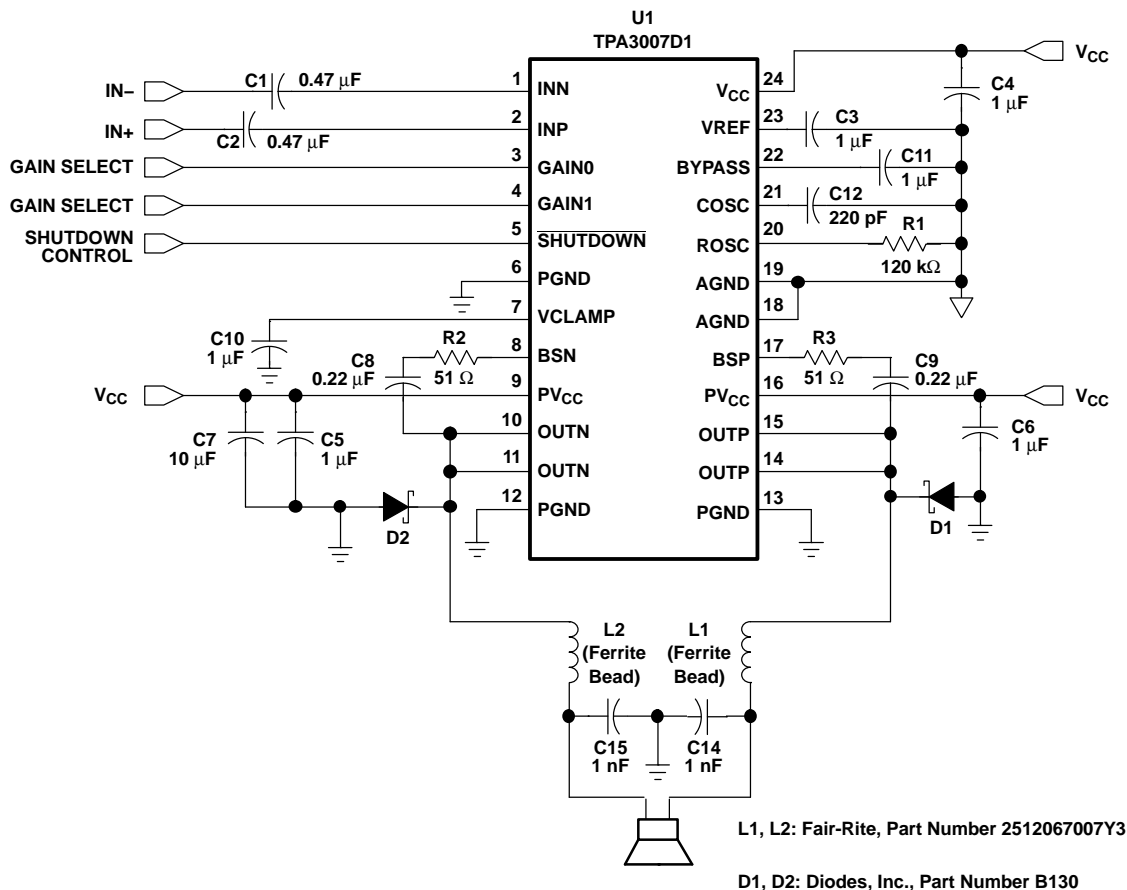 U1
TPA3007D1
IN−
C1
0.47 µF
1
INN
IN+
C2
0.47 µF
2
INP
GAIN SELECT
3
GAIN0
GAIN SELECT
4
GAIN1
SHUTDOWN
CONTROL
5
SHUTDOWN
6
PGND
7
VCLAMP
C10
1 µF
8
BSN
R2
51 Ω
C8
0.22 µF
VCC
9
PVCC
C7
10 µF
C5
1 µF
10
OUTN
11
OUTN
12
PGND
D2
24
VCC
VCC
C4
1 µF
23
VREF
C3
1 µF
22
BYPASS
C11
1 µF
21
COSC
C12
220 pF
20
ROSC
R1
120 kΩ
19
AGND
18
AGND
17
BSP
R3
51 Ω
C9
0.22 µF
16
PVCC
VCC
C6
1 µF
15
OUTP
14
OUTP
13
PGND
D1
L2
(Ferrite
Bead)
L1
(Ferrite
Bead)
C15
1 nF
C14
1 nF
L1, L2: Fair-Rite, Part Number 2512067007Y3
D1, D2: Diodes, Inc., Part Number B130